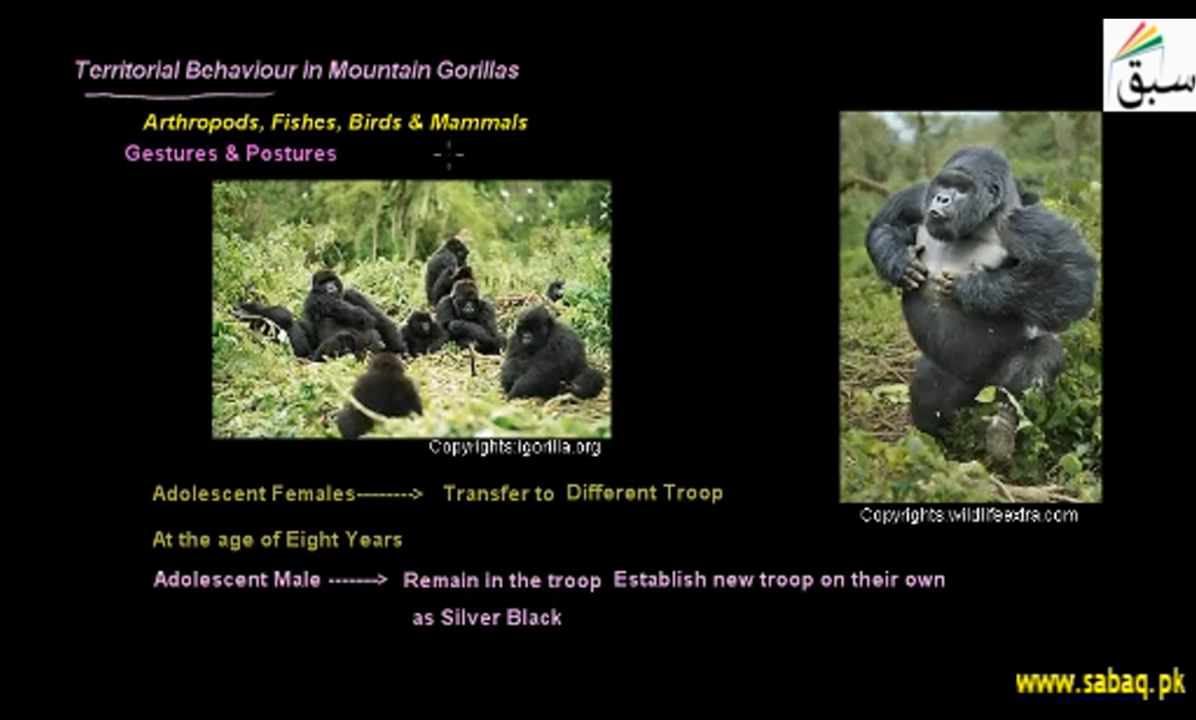 سبق
Territorial Behaviour in Mountain Gorillas
Arthropods, Fishes, Birds & Mammals
Gestures & Postures
Copyrights:igorilla.org
Copyrights:wildlifeextra.com
Adolescent Females--------> Transfer to Different Troop
At the age of Eight Years
Adolescent Male -------> Remain in the troop Establish new troop on their own
as Silver Black
www.sabaq.pk